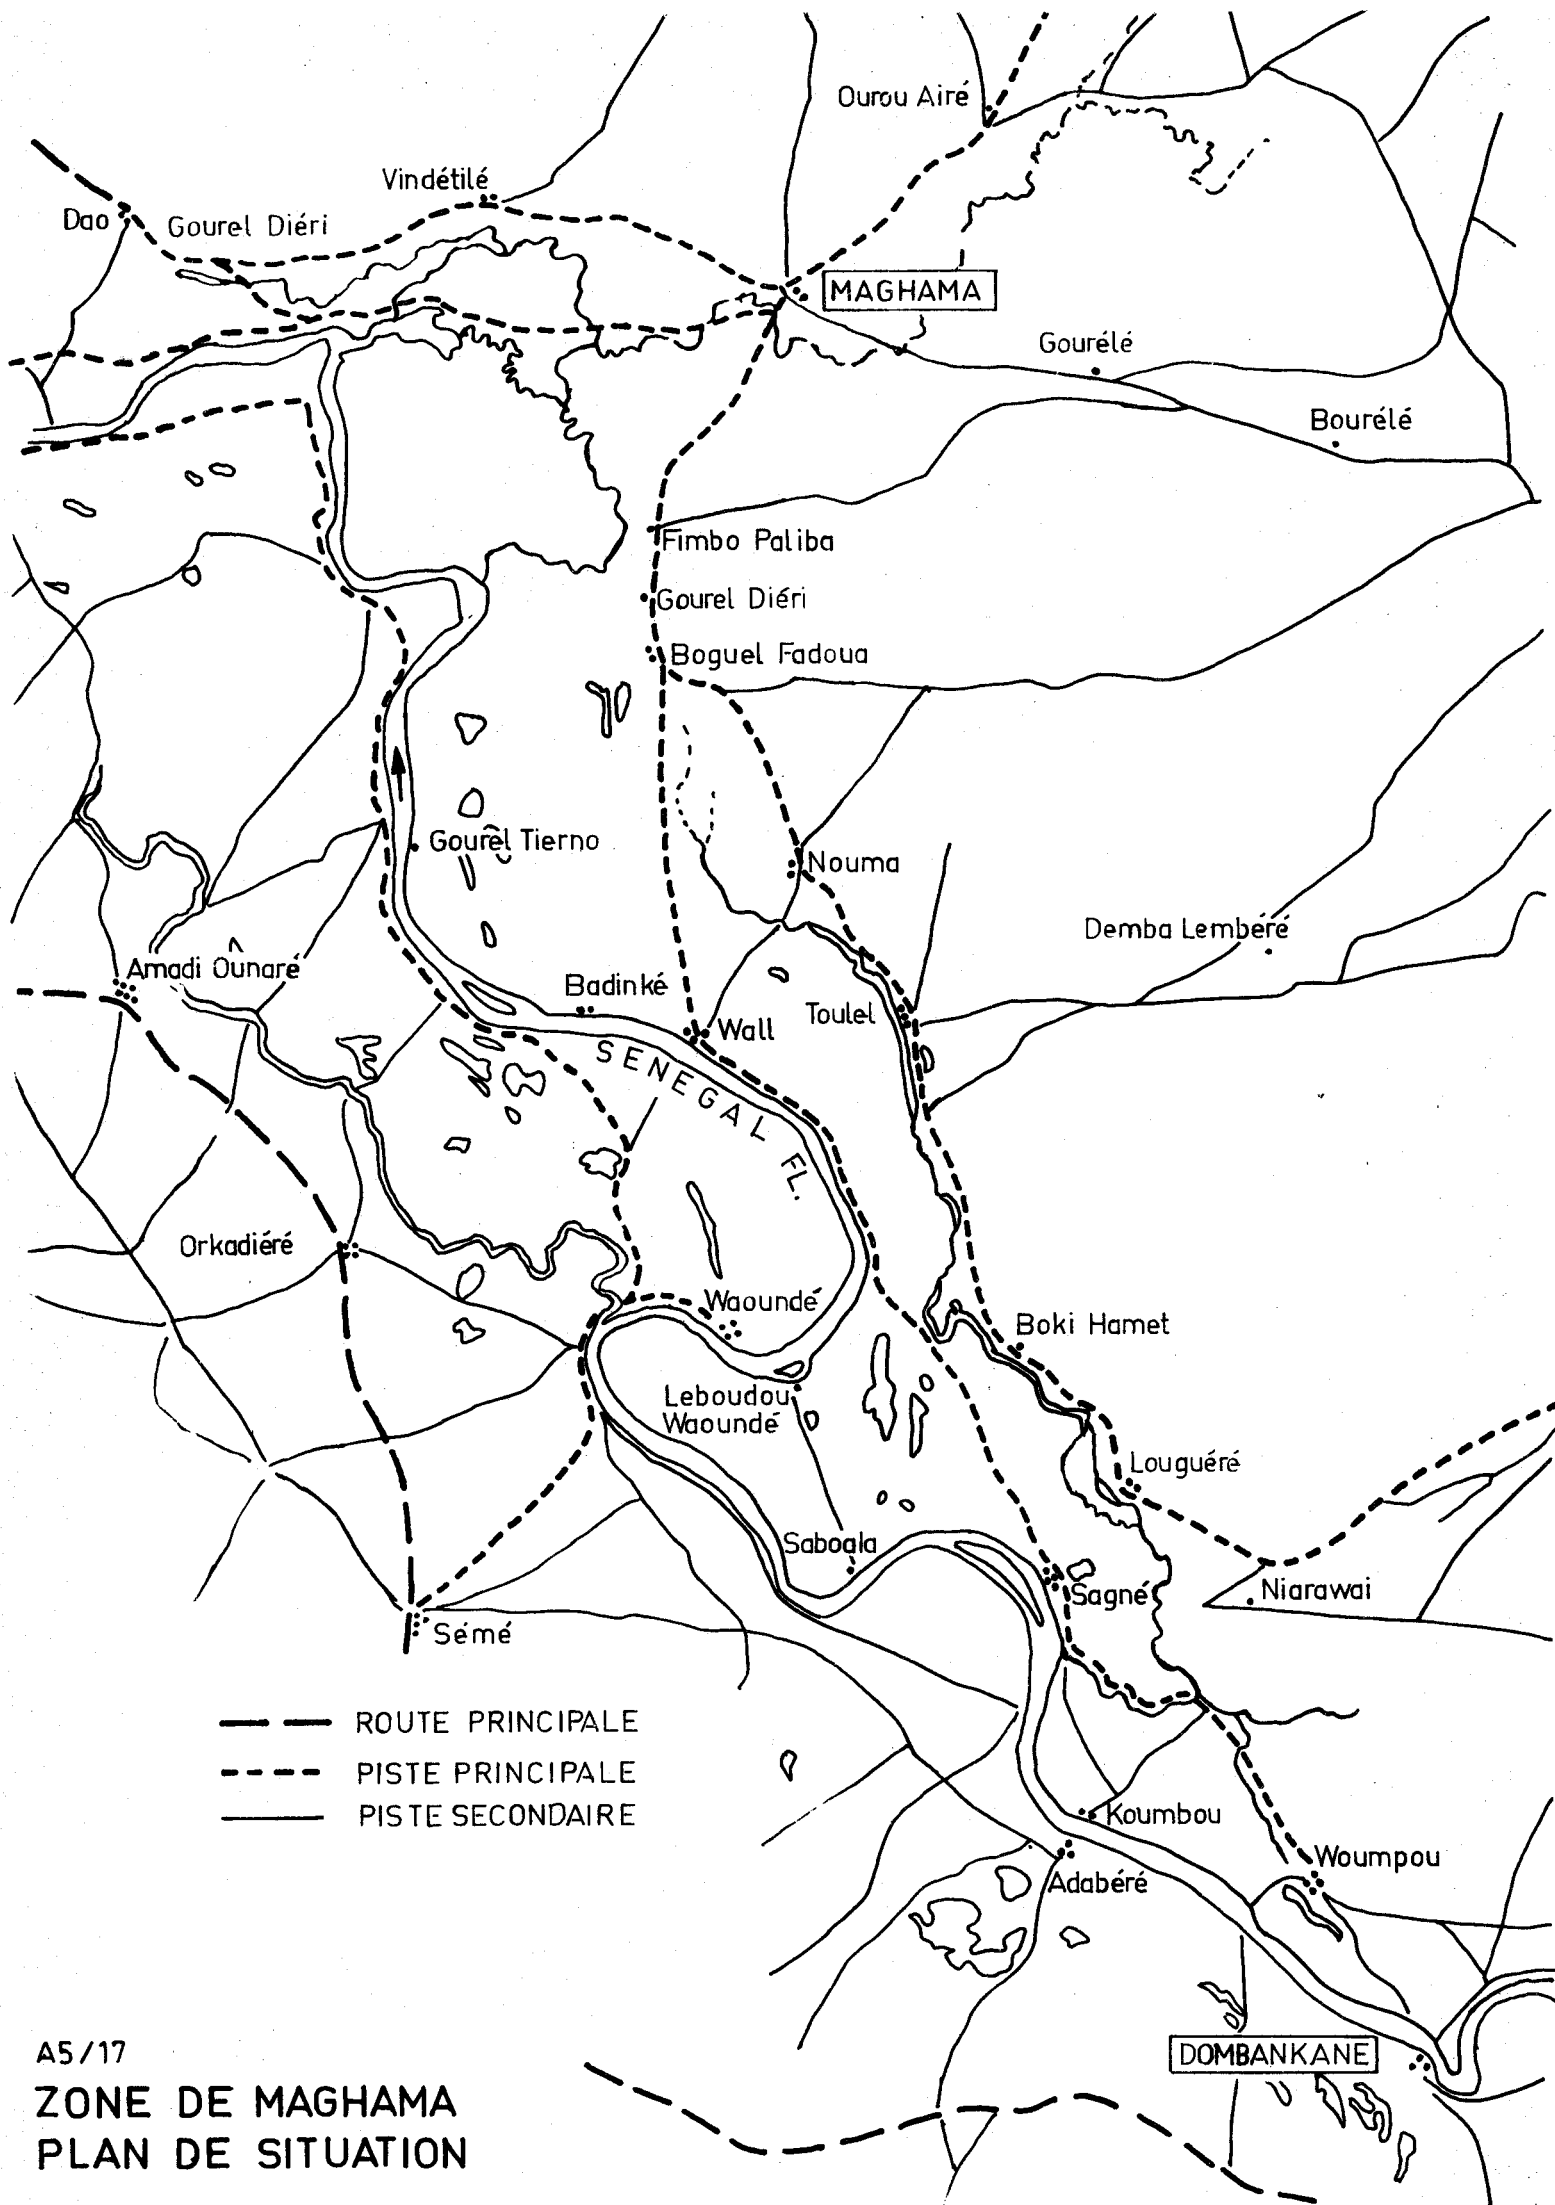 Ourou Airé
Vindétilé
Dao
Gourel Diéri
MAGHAMA
Gourélé
Bourélé
Fimbo Paliba
Gourel Diéri
Boguel Fadoua
Gourêl Tierno
Nouma
Demba Lembéré
Amadi Oûnaré
Badinké
Toulel
Wall
SENEGAL FL.
Orkadiéré
Waoundé
Boki Hamet
Leboudou
Waoundé
Louguéré
Saboala
Sagné
Niarawai
Sémé
ROUTE PRINCIPALE
PISTE PRINCIPALE
PISTE SECONDAIRE
Koumbou
Woumpou
Adabéré
DOMBANKANE
A5/17
ZONE DE MAGHAMA
PLAN DE SITUATION